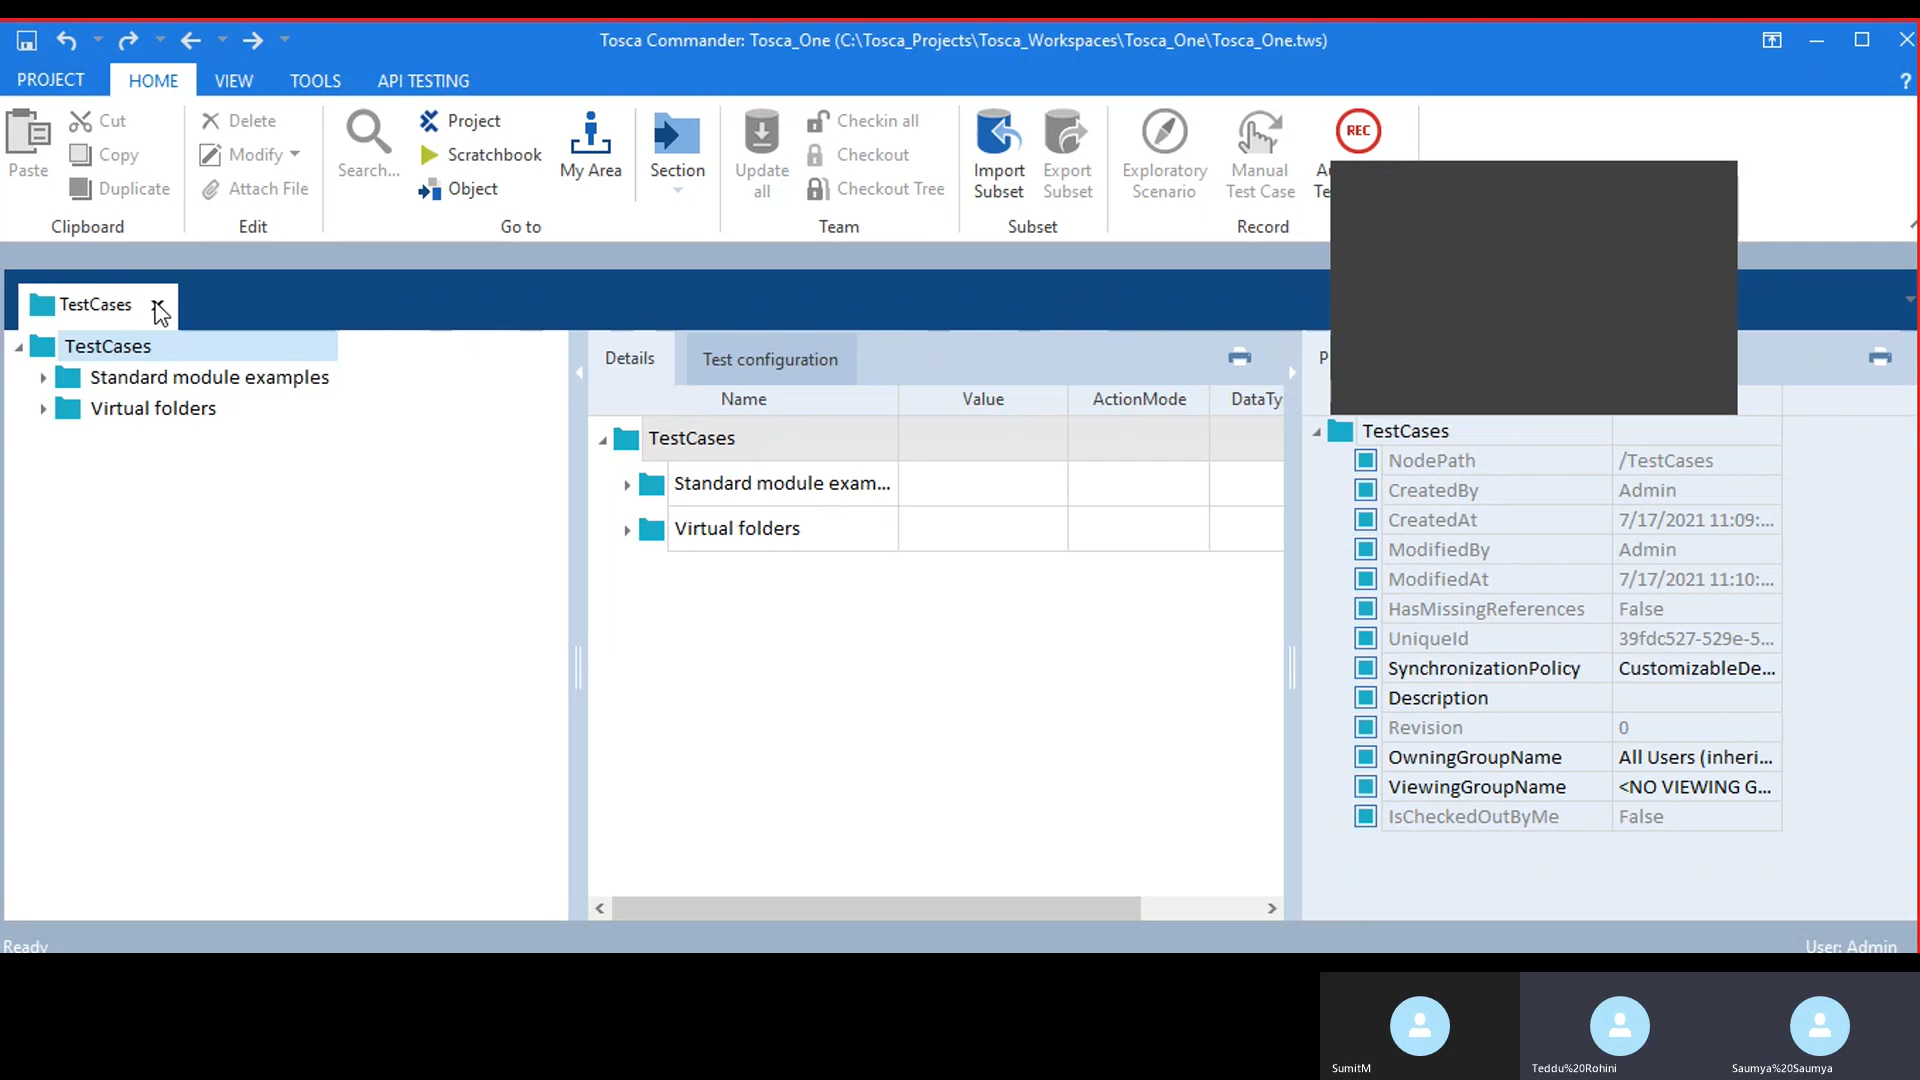 Tosca Commander: Tosca_One (C:\Tosca_Projects\Tosca_Workspaces\Tosca_One\Tosca_One.tws)
PROJECT HOME VIEW TOOLS API TESTING ?
Paste
Cut
Copy
Duplicate
Clipboard
Delete
Modify
Attach File
Edit
Search...
Project
Scratchbook
Object
My Area
Section
Go to
Update all
Checkin all
Checkout
Checkout Tree
Team
Import Subset
Export Subset
Subset
Exploratory Scenario
Manual Test Case
REC
Record
TestCases
TestCases
Standard module examples
Virtual folders
Details Test configuration
Name Value ActionMode DataTy
TestCases
Standard module exam...
Virtual folders
TestCases
NodePath /TestCases
CreatedBy Admin
CreatedAt 7/17/2021 11:09:...
ModifiedBy Admin
ModifiedAt 7/17/2021 11:10:...
HasMissingReferences False
UniqueId 39fdc527-529e-5...
SynchronizationPolicy CustomizableDe...
Description
Revision 0
OwningGroupName All Users (inheri...
ViewingGroupName <NO VIEWING G...
IsCheckedOutByMe False
Ready User: Admin
SumitM Teddu%20Rohini Saumya%20Saumya